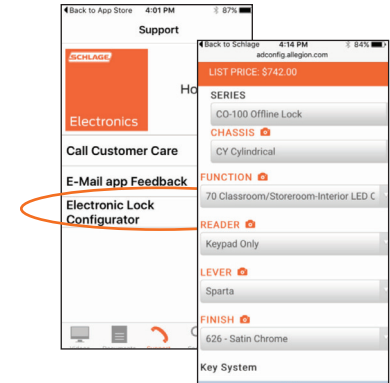 Back to App Store 4:01 PM 87%
Support
SCHLAGE
Electronics
Ho
Call Customer Care
E-Mail app Feedback
Electronic Lock
Configurator
Back to Schlage 4:14 PM 84%
adconfig.allegion.com
LIST PRICE: $742.00
SERIES
CO-100 Offline Lock
CHASSIS
CY Cylindrical
FUNCTION
70 Classroom/Storeroom-Interior LED C
READER
Keypad Only
LEVER
Sparta
FINISH
626 - Satin Chrome
Key System